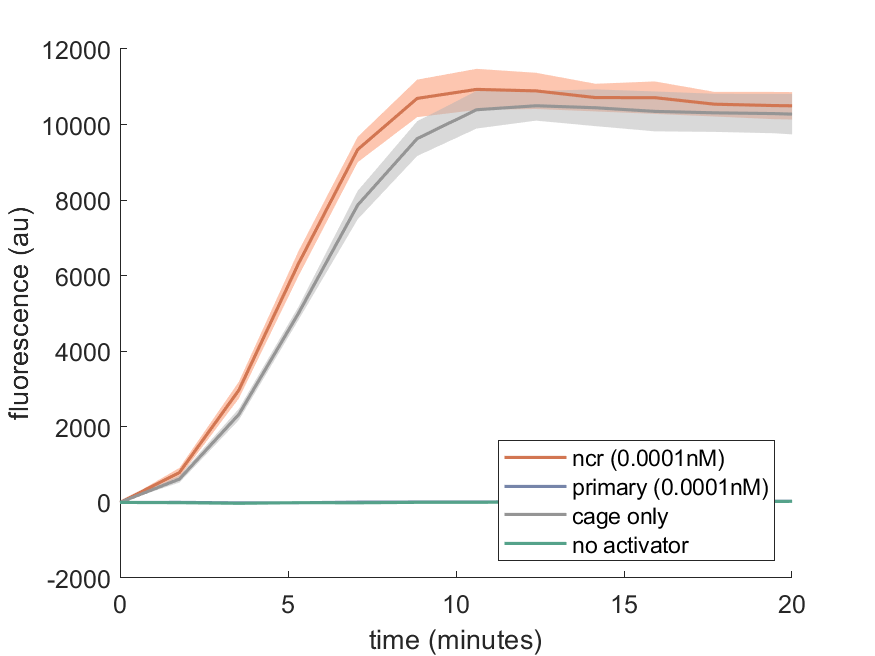 12000
10000
8000
6000
4000
2000
0
-2000
fluorescence (au)
ncr (0.0001nM)
primary (0.0001nM)
cage only
no activator
0 5 10 15 20
time (minutes)